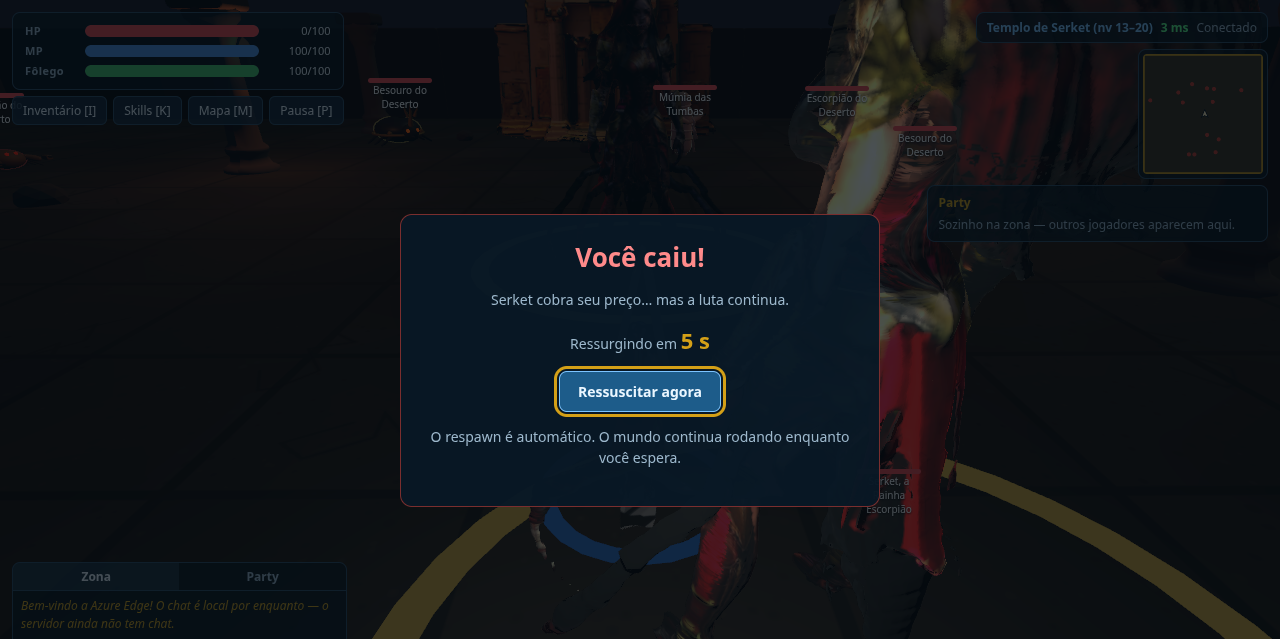 HP 0/100
MP 100/100
Fôlego 100/100
Inventário [I] Skills [K] Mapa [M] Pausa [P]
Templo de Serket (nv 13–20) 3 ms Conectado
Besouro do
Deserto
Múmia das
Tumbas
Escorpião do
Deserto
Besouro do
Deserto
Party
Sozinho na zona — outros jogadores aparecem aqui.
Você caiu!
Serket cobra seu preço... mas a luta continua.
Ressurgindo em 5 s
Ressuscitar agora
O respawn é automático. O mundo continua rodando enquanto
você espera.
Escorpião
Zona Party
Bem-vindo a Azure Edge! O chat é local por enquanto — o
servidor ainda não tem chat.